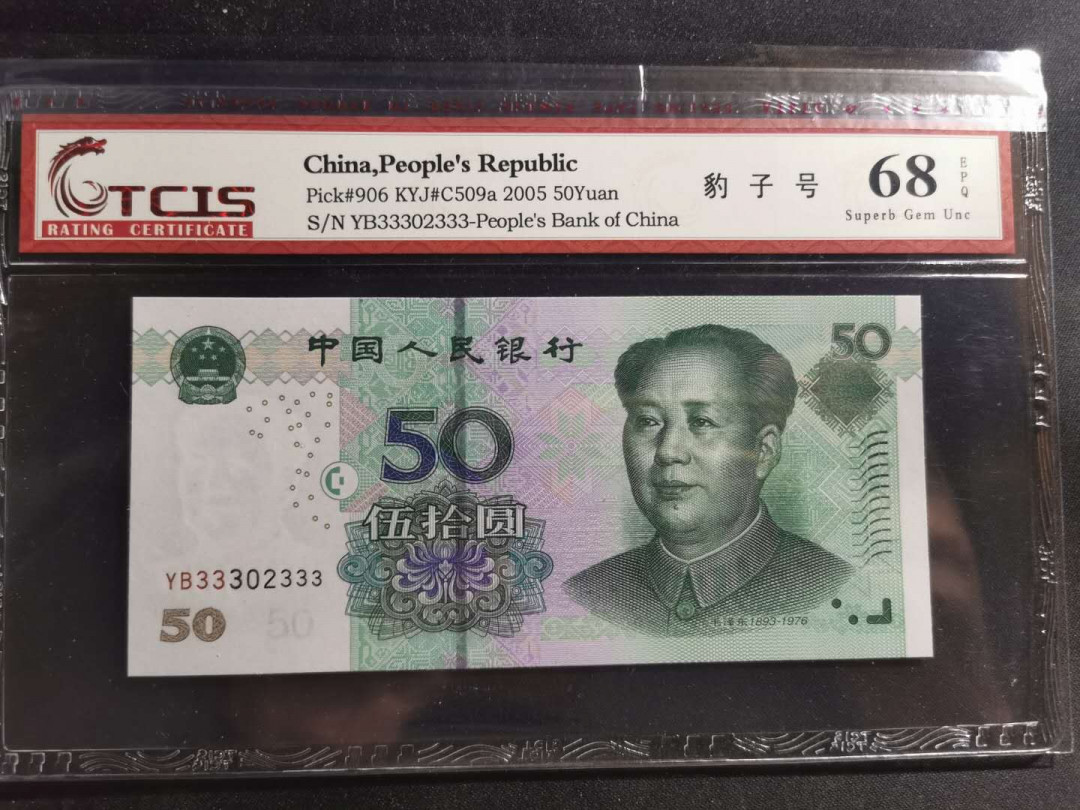 TCIS
RATING CERTIFICATE
China,People's Republic
Pick#906 KYJ#C509a 2005 50Yuan
S/N YB33302333-People's Bank of China
豹子号
68
EPQ
Superb Gem Unc
中国人民银行
50
50
伍拾圆
YB33302333
50
50
毛泽东1893-1976